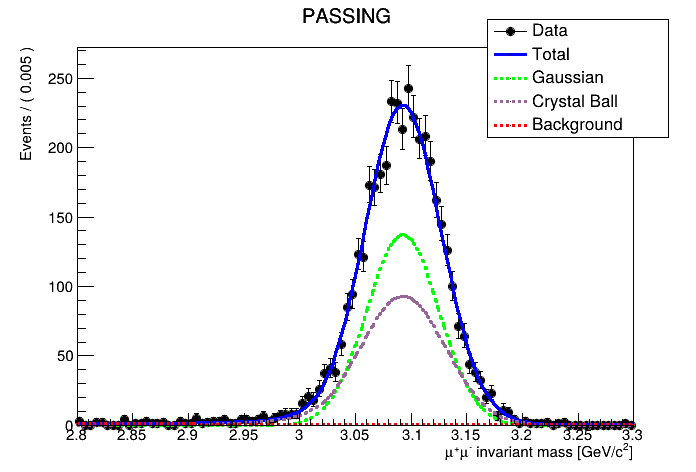 PASSING
Data
Total
Gaussian
Crystal Ball
Background
Events / ( 0.005 )
250
200
150
100
50
0
2.8 2.85 2.9 2.95 3 3.05 3.1 3.15 3.2 3.25 3.3
μ⁺μ⁻ invariant mass [GeV/c²]